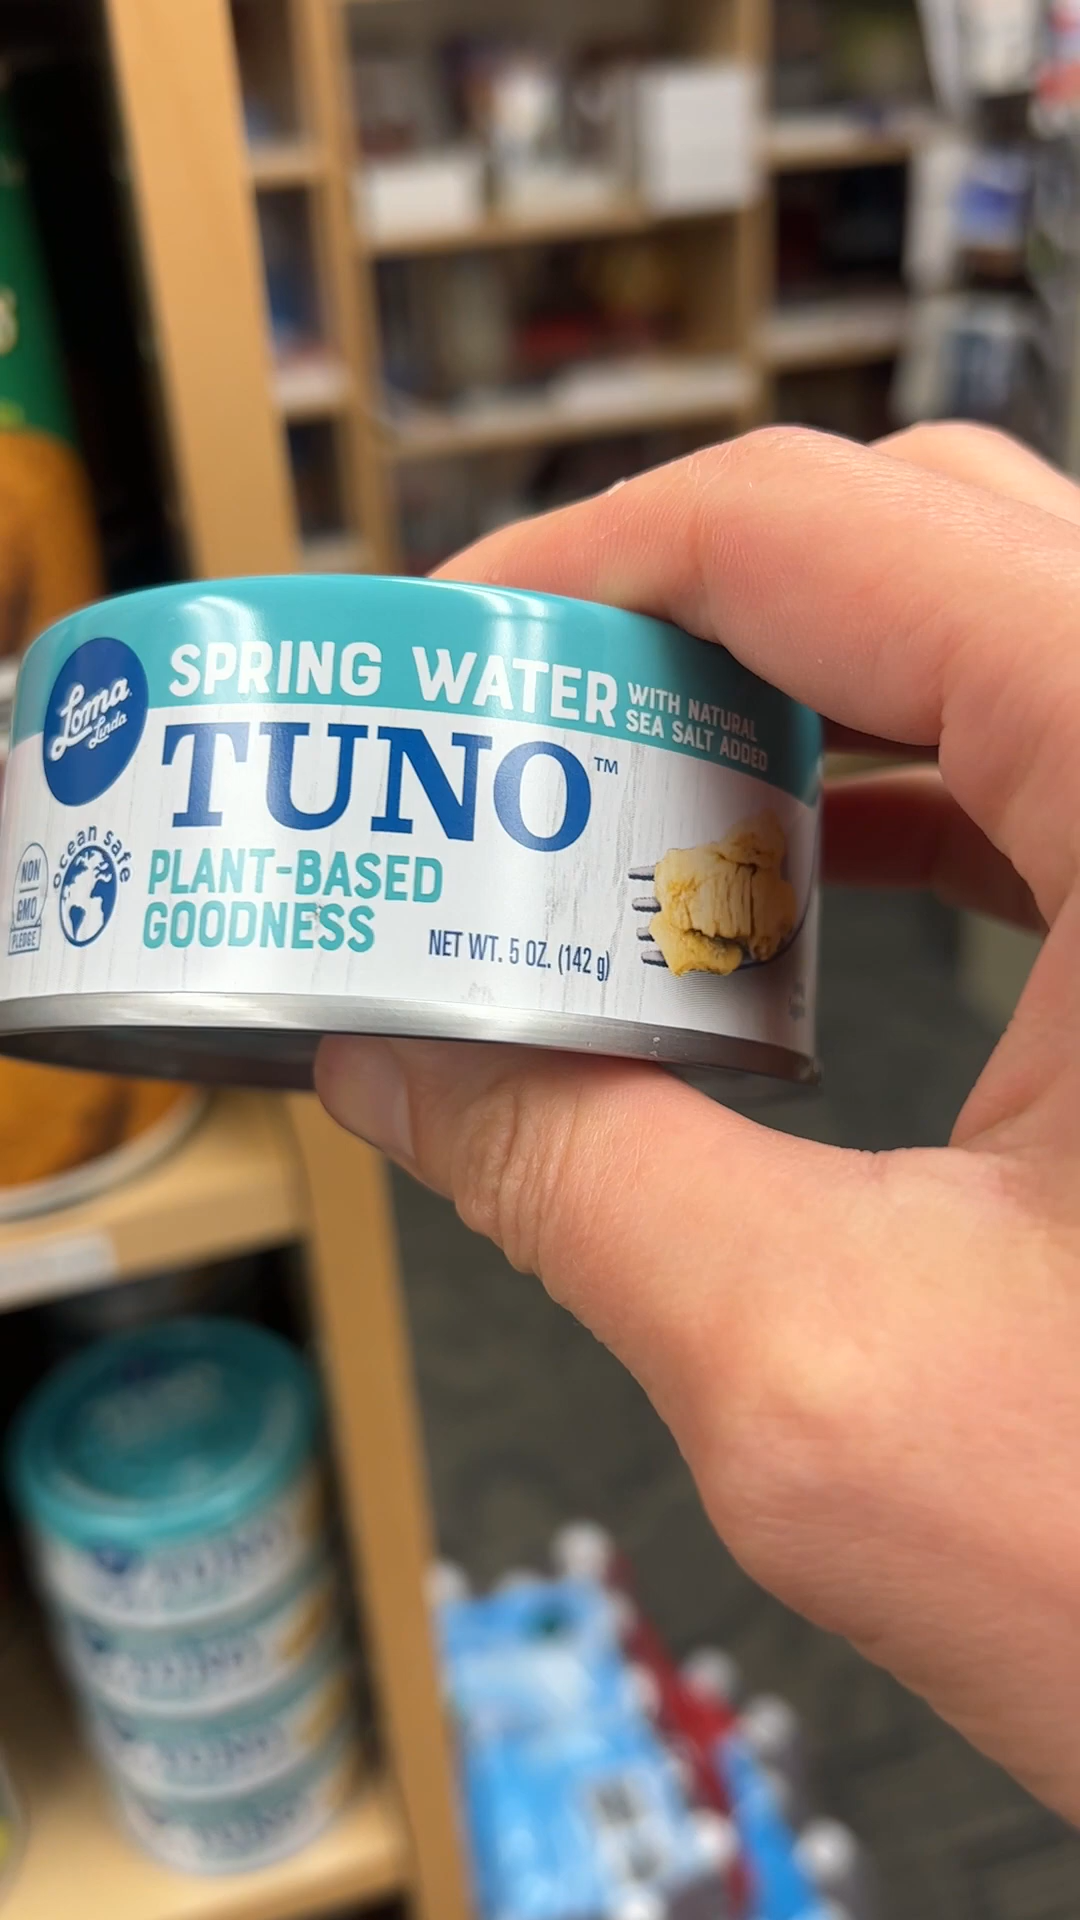 Loma
Linda
SPRING WATER
WITH NATURAL
SEA SALT ADDED
TUNO™
PLANT-BASED
GOODNESS
NON
GMO
PLEDGE
ocean safe
NET WT. 5 OZ. (142 g)
TUNO